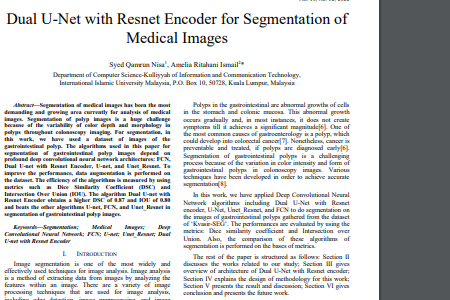 Dual U-Net with Resnet Encoder for Segmentation of
Medical Images
Syed Qamrun Nisa¹, Amelia Ritahani Ismail²*
Department of Computer Science-Kulliyyah of Information and Communication Technology,
International Islamic University Malaysia, P.O. Box 50728, Kuala Lumpur, Malaysia
Abstract—Segmentation of medical images has been the most
demanding and growing area currently for analysis of medical
images. Segmentation of polyp images is a huge challenge
because of the variability of color depth and morphology in
polyps throughout colonoscopy imaging. For segmentation, in
this work, we have used a dataset of images of the
gastrointestinal polyp. The algorithms used in this paper for
segmentation of gastrointestinal polyp images depend on
profound deep convolutional neural network architectures: FCN,
Dual U-net with Resnet Encoder, U-net, and Unet_Resnet. To
improve the performance, data augmentation is performed on
the dataset. The efficiency of the algorithms is measured by using
metrics such as Dice Similarity Coefficient (DSC) and
Intersection Over Union (IOU). The algorithm Dual U-net with
Resnet Encoder obtains a higher DSC of 0.87 and IOU of 0.80
and beats the other algorithms U-net, FCN, and Unet_Resnet in
segmentation of gastrointestinal polyp images.
Keywords—Segmentation; Medical Images; Deep
Convolutional Neural Network; FCN; U-net; Unet_Resnet; Dual
U-net with Resnet Encoder
I. INTRODUCTION
Image segmentation is one of the most widely and
effectively used techniques for image analysis. Image analysis
is a method of extracting data from images by analyzing the
features within an image. There are a variety of image
processing techniques that are used for image analysis,
Polyps in the gastrointestinal are abnormal growths of cells
in the stomach and colonic mucosa. This abnormal growth
occurs gradually and, in most instances, it does not create
symptoms till it achieves a significant magnitude[6]. One of
the most common causes of gastroenterology is a polyp, which
could develop into colorectal cancer[7]. Nonetheless, cancer is
preventable and treated, if polyps are diagnosed early[6].
Segmentation of gastrointestinal polyps is a challenging
process because of the variation in color intensity and form of
gastrointestinal polyps in colonoscopy images. Various
techniques have been developed in order to achieve accurate
segmentation[8].
In this work, we have applied Deep Convolutional Neural
Network algorithms including Dual U-Net with Resnet
encoder, U-Net, Unet_Resnet, and FCN to do segmentation on
the images of gastrointestinal polyps gathered from the dataset
of 'Kvasir-SEG'. The performances are evaluated by using the
metrics: Dice similarity coefficient and Intersection over
Union. Also, the comparison of these algorithms of
segmentation is performed on the bases of metrics.
The rest of the paper is structured as follows: Section II
discusses the works related to our study; Section III gives
overview of architecture of Dual U-Net with Resnet encoder;
Section IV explains the design of methodology for this work;
Section V presents the result and discussion; Section VI gives
conclusion and presents the future work.